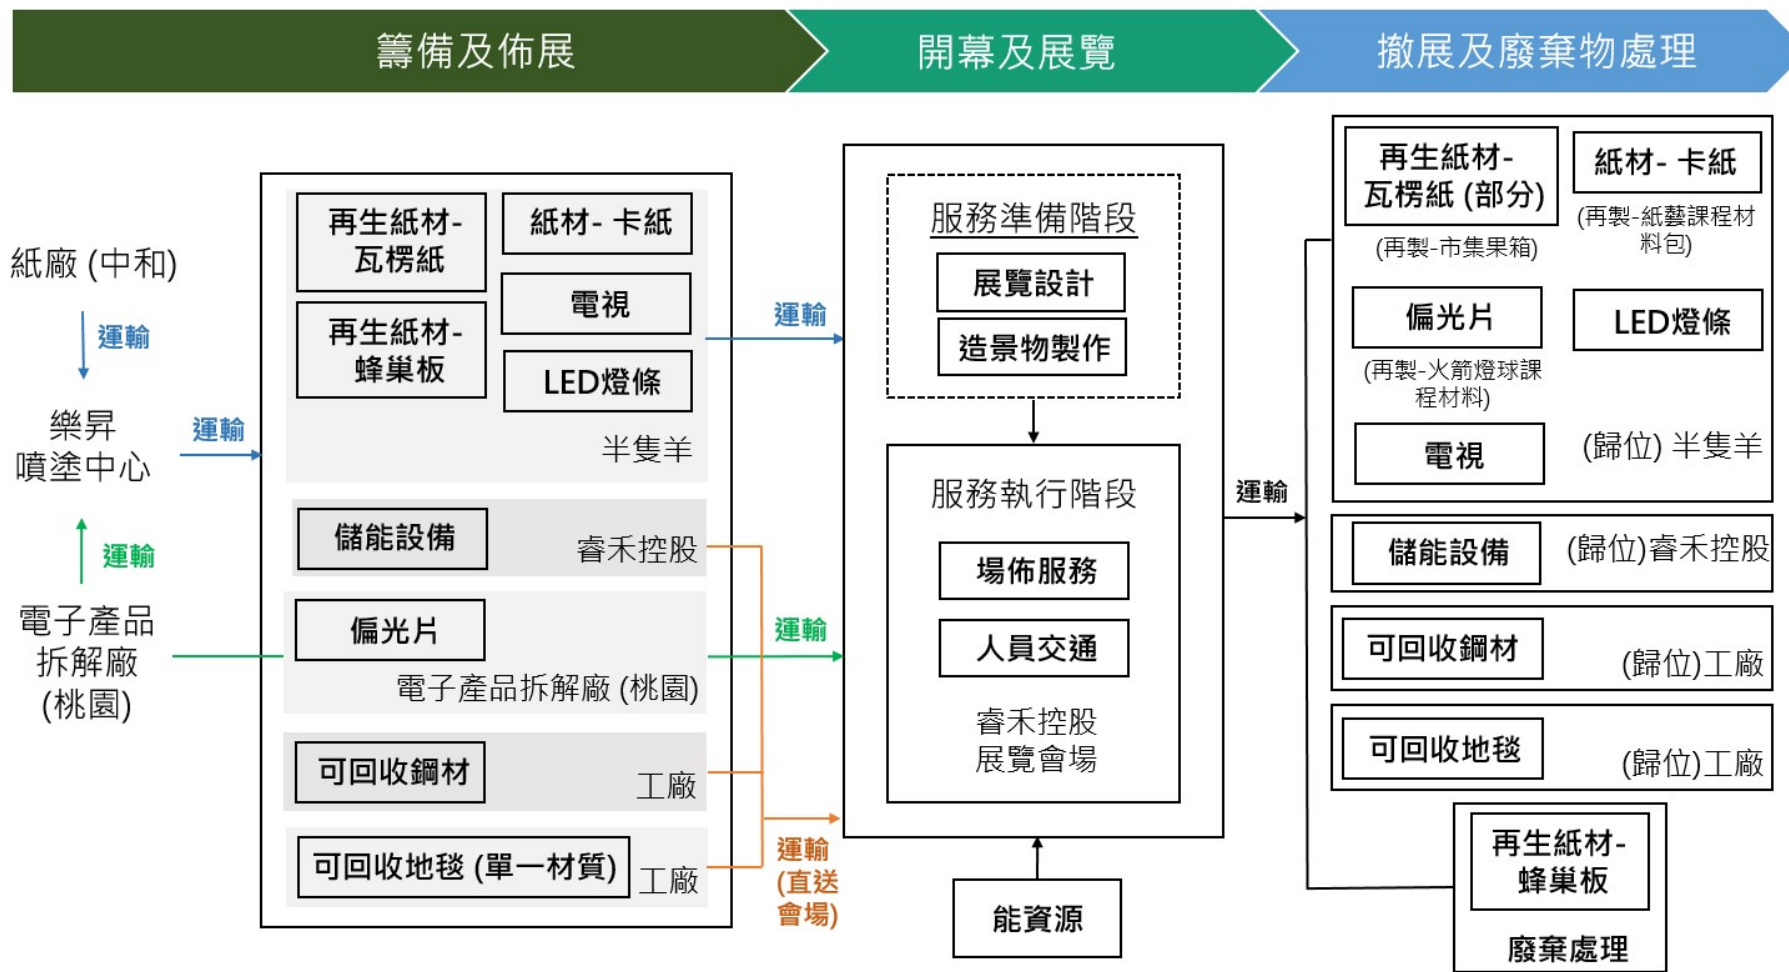 籌備及佈展
開幕及展覽
撤展及廢棄物處理
紙廠 (中和)
運輸
樂昇
噴塗中心
運輸
運輸
電子產品
拆解廠
(桃園)
再生紙材-
瓦楞紙
紙材- 卡紙
電視
再生紙材-
蜂巢板
LED燈條
半隻羊
儲能設備
睿禾控股
偏光片
電子產品拆解廠 (桃園)
可回收鋼材
工廠
可回收地毯 (單一材質)
工廠
運輸
運輸
運輸
(直送
會場)
服務準備階段
展覽設計
造景物製作
服務執行階段
場佈服務
人員交通
睿禾控股
展覽會場
能資源
運輸
再生紙材-
瓦楞紙 (部分)
(再製-市集果箱)
紙材- 卡紙
(再製-紙藝課程材
料包)
偏光片
(再製-火箭燈球課
程材料)
LED燈條
電視
(歸位) 半隻羊
儲能設備
(歸位)睿禾控股
可回收鋼材
(歸位)工廠
可回收地毯
(歸位)工廠
再生紙材-
蜂巢板
廢棄處理